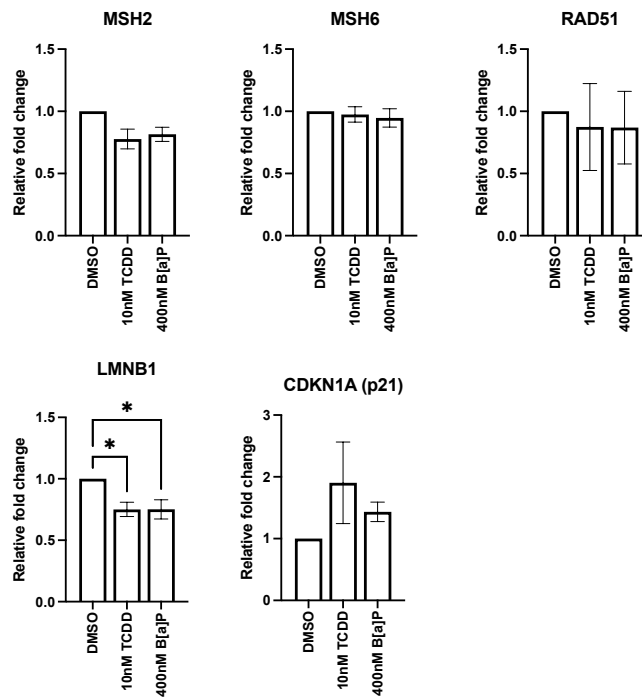 MSH2
Relative fold change
1.5
1.0
0.5
0.0
DMSO
10nM TCDD
400nM B[a]P
MSH6
Relative fold change
1.5
1.0
0.5
0.0
DMSO
10nM TCDD
400nM B[a]P
RAD51
Relative fold change
1.5
1.0
0.5
0.0
DMSO
10nM TCDD
400nM B[a]P
LMNB1
Relative fold change
1.5
1.0
0.5
0.0
*
*
DMSO
10nM TCDD
400nM B[a]P
CDKN1A (p21)
Relative fold change
3
2
1
0
DMSO
10nM TCDD
400nM B[a]P